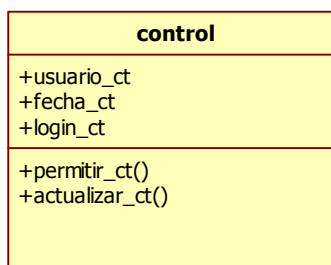 control
+usuario_ct
+fecha_ct
+login_ct
+permitir_ct()
+actualizar_ct()